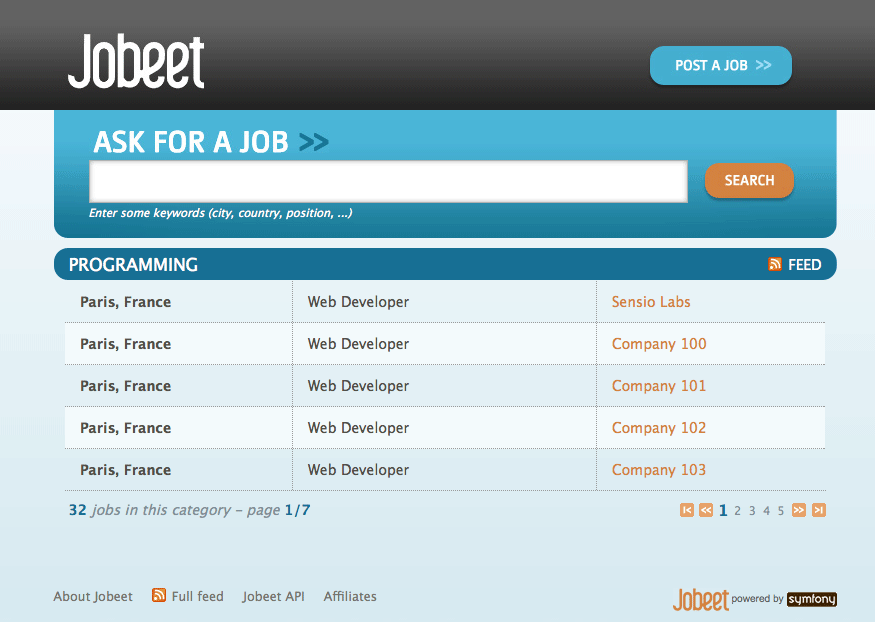 Jobeet
POST A JOB >>
ASK FOR A JOB >>
SEARCH
Enter some keywords (city, country, position, ...)
PROGRAMMING FEED
Paris, France Web Developer Sensio Labs
Paris, France Web Developer Company 100
Paris, France Web Developer Company 101
Paris, France Web Developer Company 102
Paris, France Web Developer Company 103
32 jobs in this category – page 1/7 1 2 3 4 5
About Jobeet Full feed Jobeet API Affiliates Jobeet powered by symfony